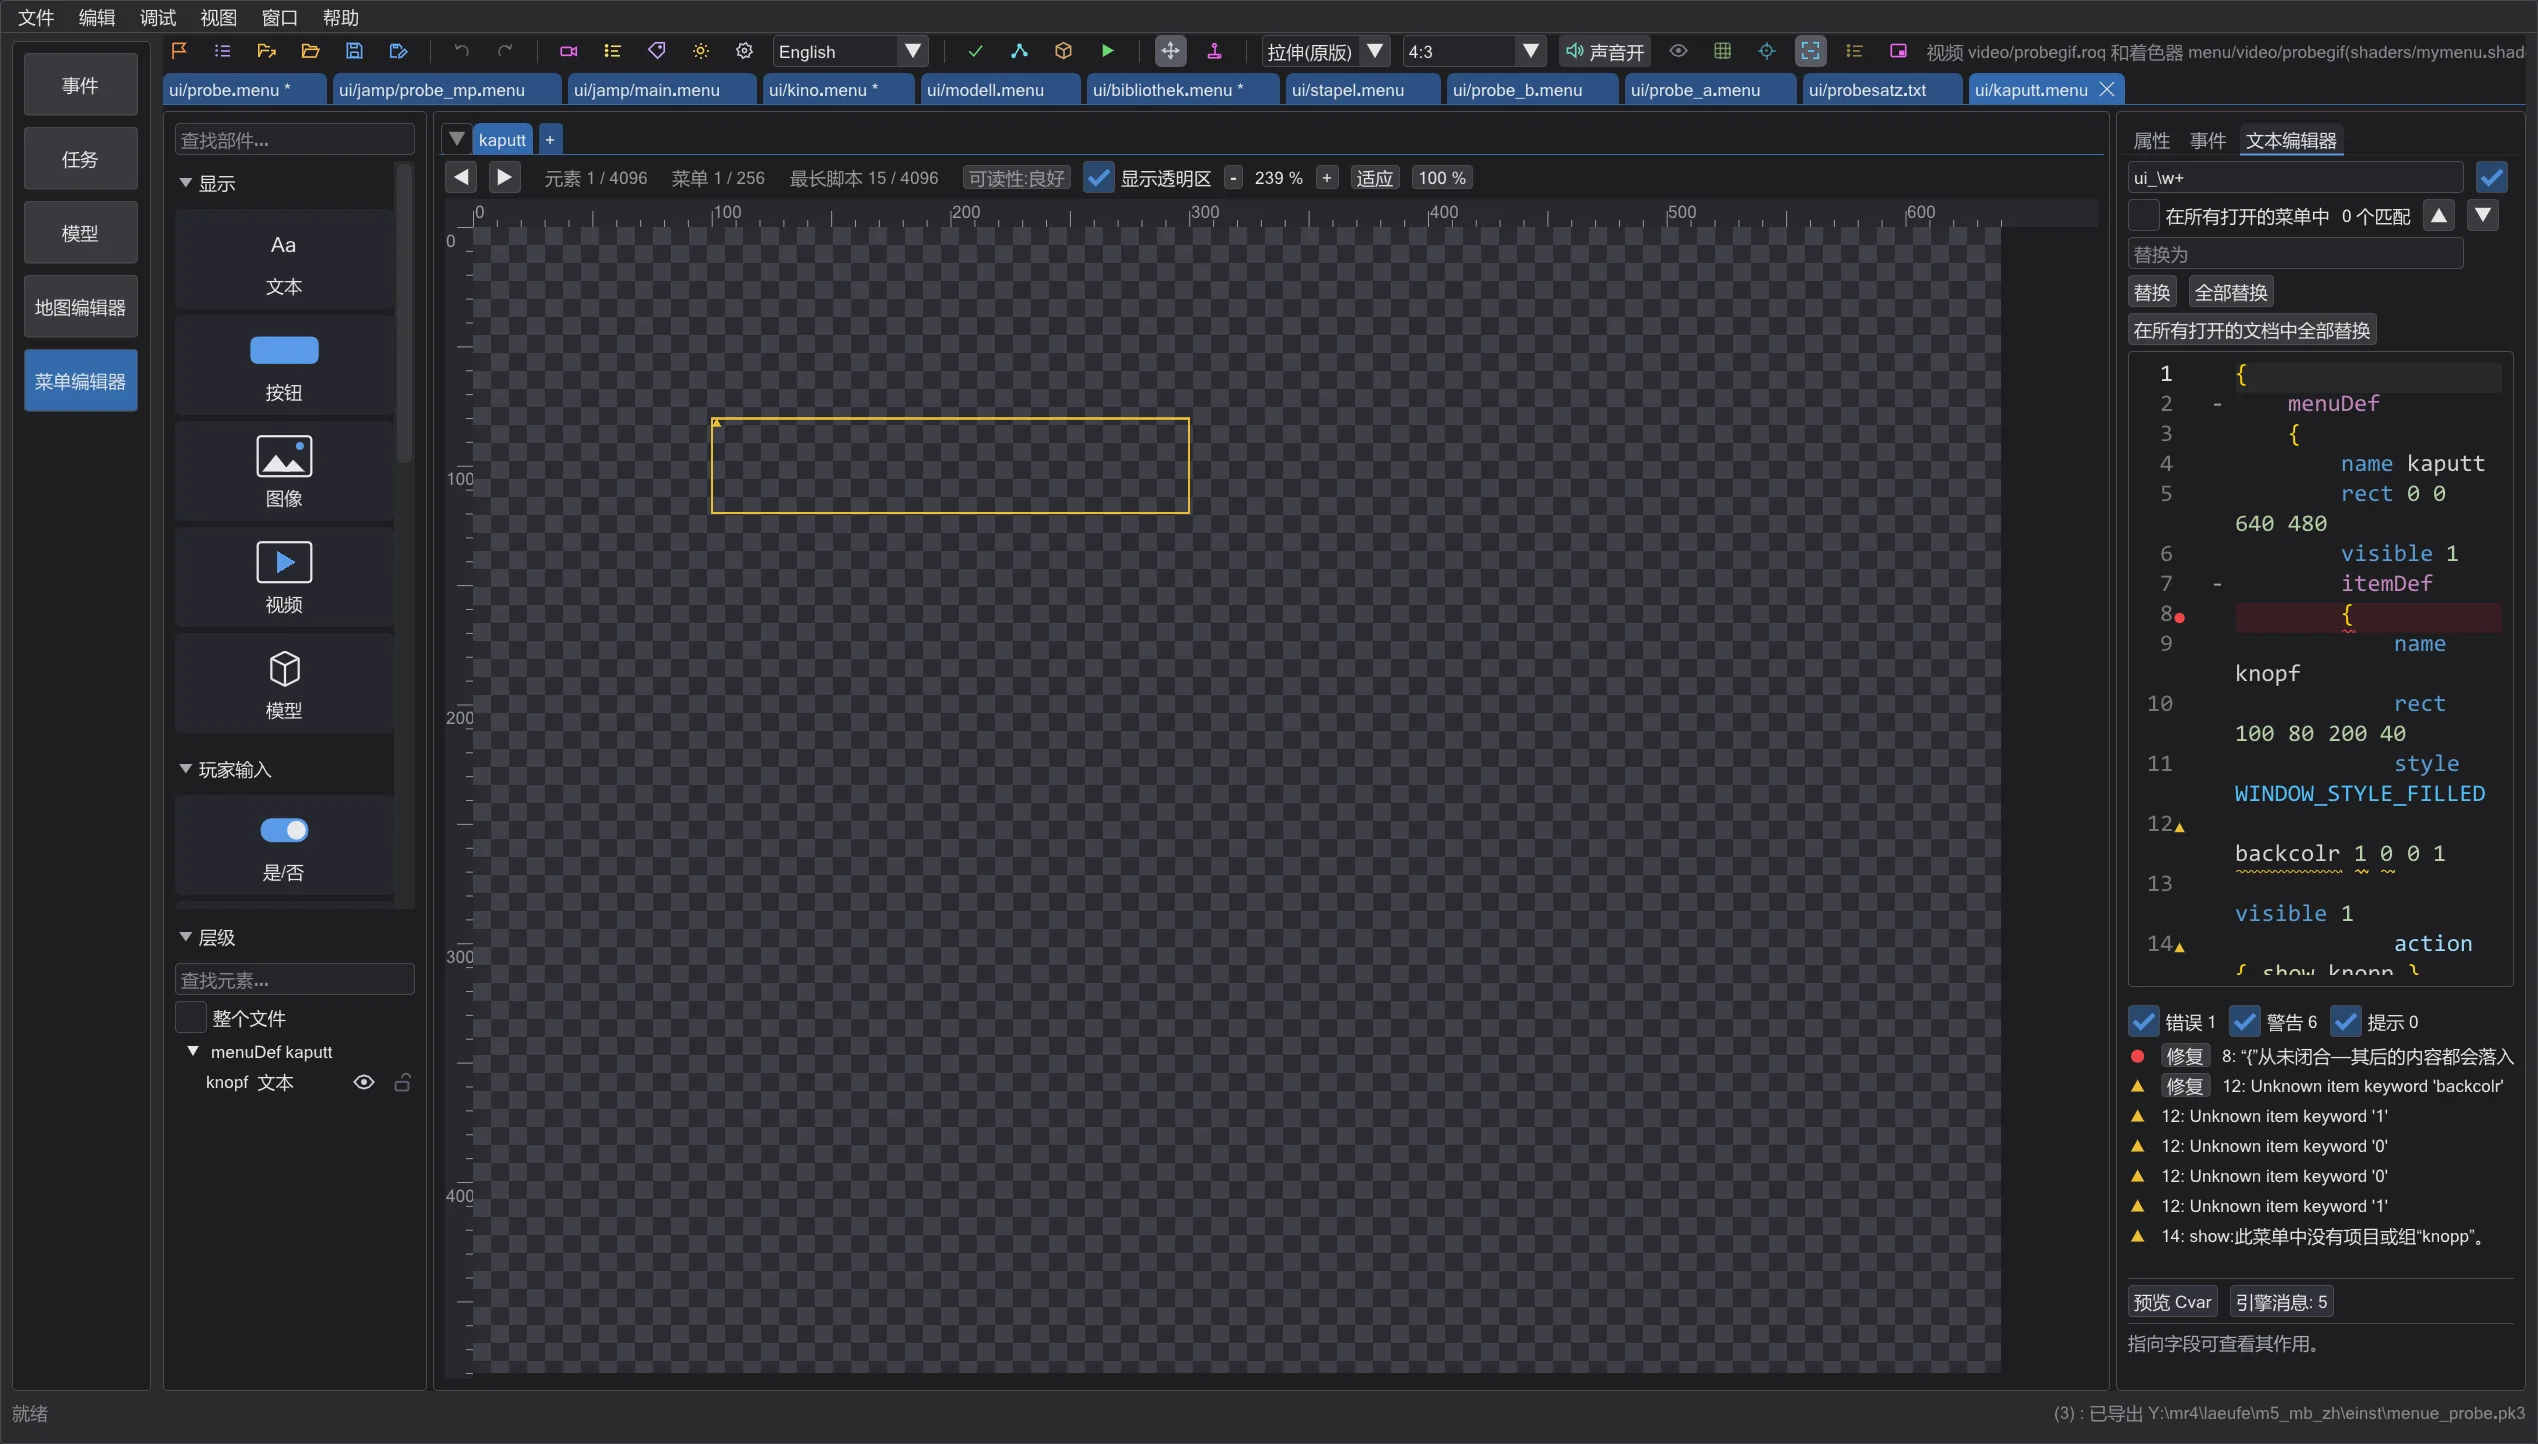 文件 编辑 调试 视图 窗口 帮助
English 拉伸(原版) 4:3 声音开 视频 video/probegif.roq 和着色器 menu/video/probegif(shaders/mymenu.shad
ui/probe.menu * ui/jamp/probe_mp.menu ui/jamp/main.menu ui/kino.menu * ui/modell.menu ui/bibliothek.menu * ui/stapel.menu ui/probe_b.menu ui/probe_a.menu ui/probesatz.txt ui/kaputt.menu
事件
任务
模型
地图编辑器
菜单编辑器
查找部件...
显示
Aa
文本
按钮
图像
视频
模型
玩家输入
是/否
层级
查找元素...
整个文件
menuDef kaputt
knopf 文本
kaputt +
元素 1 / 4096 菜单 1 / 256 最长脚本 15 / 4096 可读性:良好 显示透明区 - 239 % + 适应 100 %
0 100 200 300 400 500 600
0
100
200
300
400
属性 事件 文本编辑器
ui_\w+
在所有打开的菜单中 0 个匹配
替换为
替换 全部替换
在所有打开的文档中全部替换
1 {
2 - menuDef
3 {
4 name kaputt
5 rect 0 0
640 480
6 visible 1
7 - itemDef
8 {
9 name
knopf
10 rect
100 80 200 40
11 style
WINDOW_STYLE_FILLED
12
backcolr 1 0 0 1
13
visible 1
14 action
{ show knopp }
错误 1 警告 6 提示 0
修复 8: “{”从未闭合—其后的内容都会落入
修复 12: Unknown item keyword 'backcolr'
12: Unknown item keyword '1'
12: Unknown item keyword '0'
12: Unknown item keyword '0'
12: Unknown item keyword '1'
14: show:此菜单中没有项目或组“knopp”。
预览 Cvar 引擎消息: 5
指向字段可查看其作用。
就绪 (3) : 已导出 Y:\mr4\laeufe\m5_mb_zh\einst\menue_probe.pk3